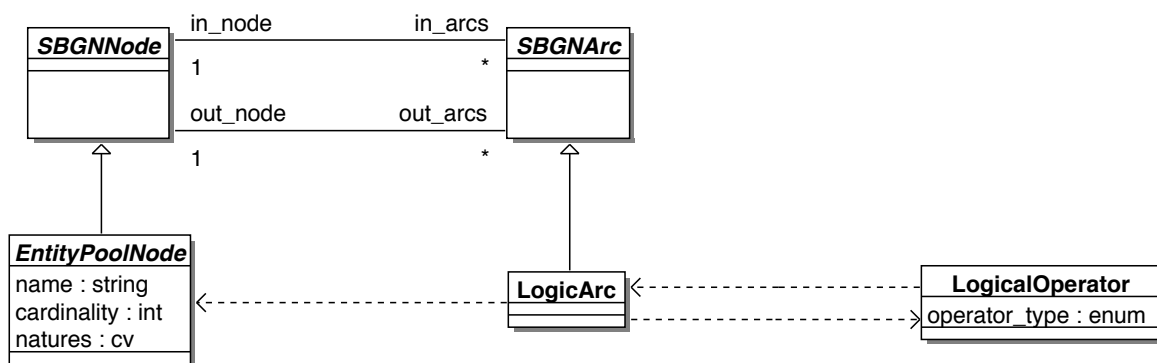 SBGNNode
in_node
in_arcs
SBGNArc
1
*
out_node
out_arcs
1
*
EntityPoolNode
name : string
cardinality : int
natures : cv
LogicArc
LogicalOperator
operator_type : enum